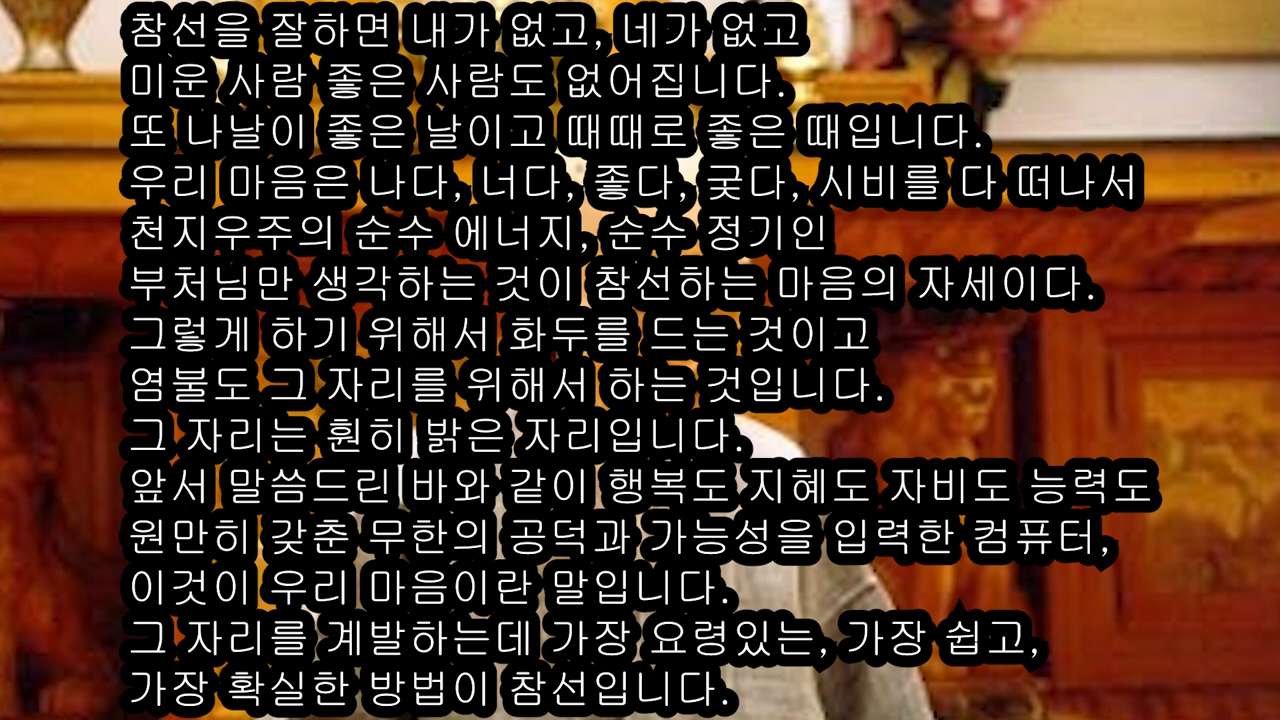 참선을 잘하면 내가 없고, 네가 없고
미운 사람 좋은 사람도 없어집니다.
또 나날이 좋은 날이고 때때로 좋은 때입니다.
우리 마음은 나다, 너다, 좋다, 궂다, 시비를 다 떠나서
천지우주의 순수 에너지, 순수 정기인
부처님만 생각하는 것이 참선하는 마음의 자세이다.
그렇게 하기 위해서 화두를 드는 것이고
염불도 그 자리를 위해서 하는 것입니다.
그 자리는 훤히 밝은 자리입니다.
앞서 말씀드린 바와 같이 행복도 지혜도 자비도 능력도
원만히 갖춘 무한의 공덕과 가능성을 입력한 컴퓨터,
이것이 우리 마음이란 말입니다.
그 자리를 계발하는데 가장 요령있는, 가장 쉽고,
가장 확실한 방법이 참선입니다.